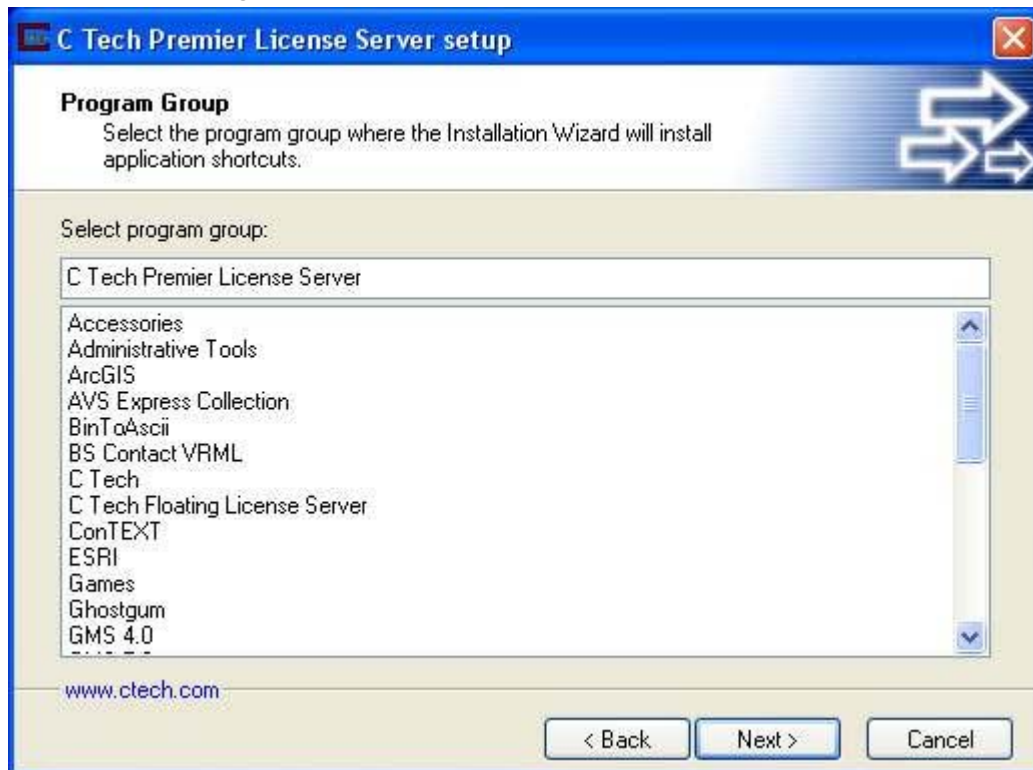 C Tech Premier License Server setup
Program Group
Select the program group where the Installation Wizard will install
application shortcuts.
Select program group:
C Tech Premier License Server
Accessories
Administrative Tools
ArcGIS
AVS Express Collection
BinToAscii
BS Contact VRML
C Tech
C Tech Floating License Server
ConTEXT
ESRI
Games
Ghostgum
GMS 4.0
www.ctech.com
< Back
Next >
Cancel